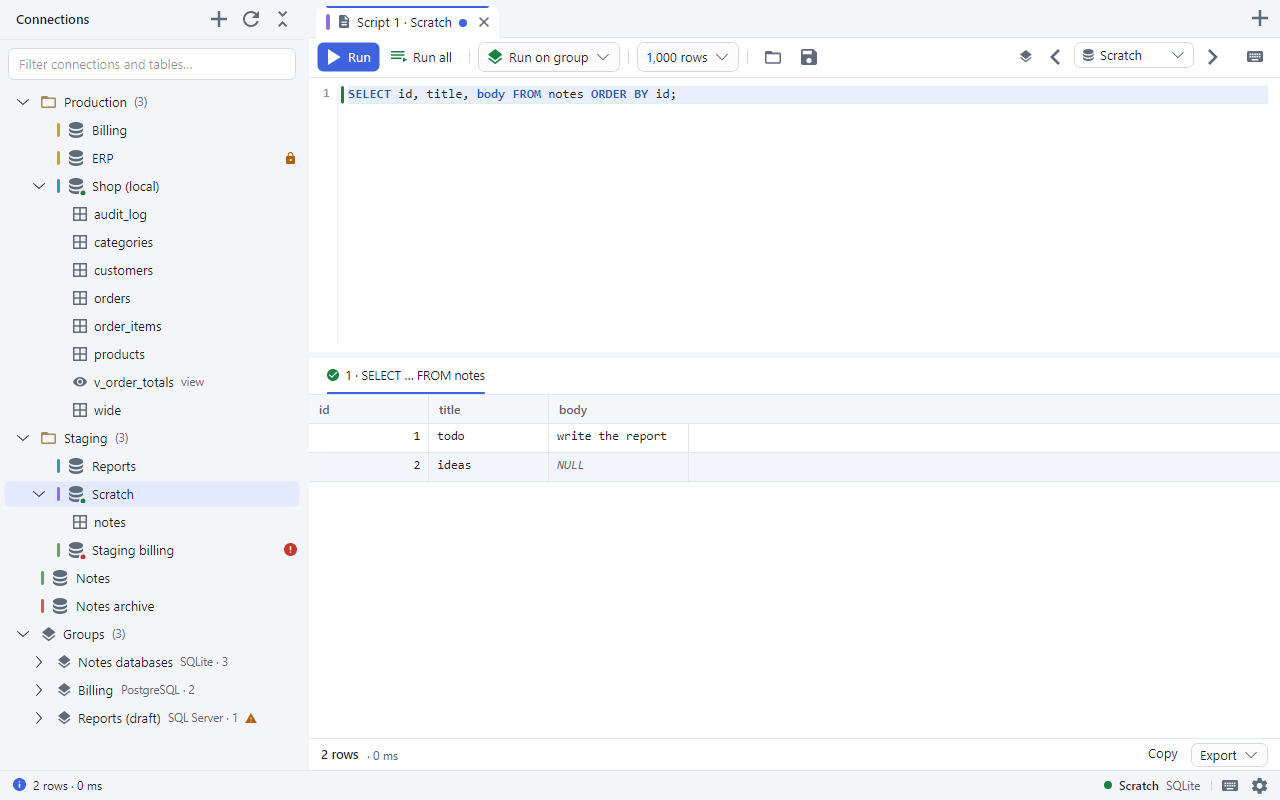 Connections
Filter connections and tables...
Production (3)
Billing
ERP
Shop (local)
audit_log
categories
customers
orders
order_items
products
v_order_totals view
wide
Staging (3)
Reports
Scratch
notes
Staging billing
Notes
Notes archive
Groups (3)
Notes databases SQLite · 3
Billing PostgreSQL · 2
Reports (draft) SQL Server · 1
Script 1 · Scratch
Run Run all Run on group 1,000 rows Scratch
1 SELECT id, title, body FROM notes ORDER BY id;
1 · SELECT ... FROM notes
id title body
1 todo write the report
2 ideas NULL
2 rows · 0 ms Copy Export
2 rows · 0 ms Scratch SQLite